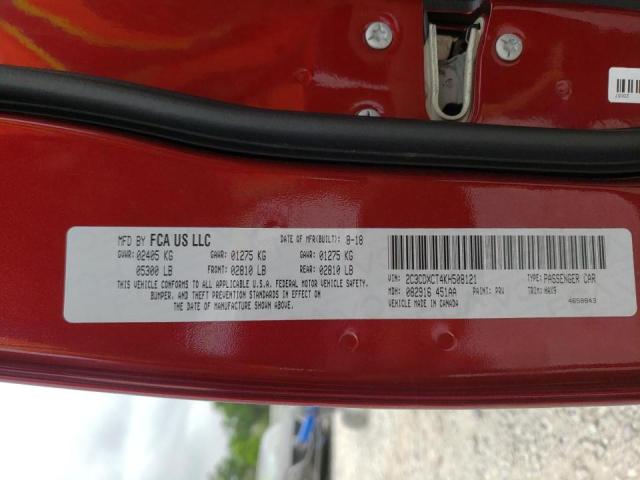 MFD BY FCA US LLC
DATE OF MFR(BUILT): 8-18
GVWR: 02405 KG GAWR: 01275 KG GAWR: 01275 KG
05300 LB FRONT: 02810 LB REAR: 02810 LB
THIS VEHICLE CONFORMS TO ALL APPLICABLE U.S.A. FEDERAL MOTOR VEHICLE SAFETY,
BUMPER, AND THEFT PREVENTION STANDARDS IN EFFECT ON
THE DATE OF MANUFACTURE SHOWN ABOVE.
VIN: 2C3CDXCT4KH508121 TYPE: PASSENGER CAR
MDH: 082916 451AA PAINT: PRV TRIM: HAX9
VEHICLE MADE IN CANADA 4658843